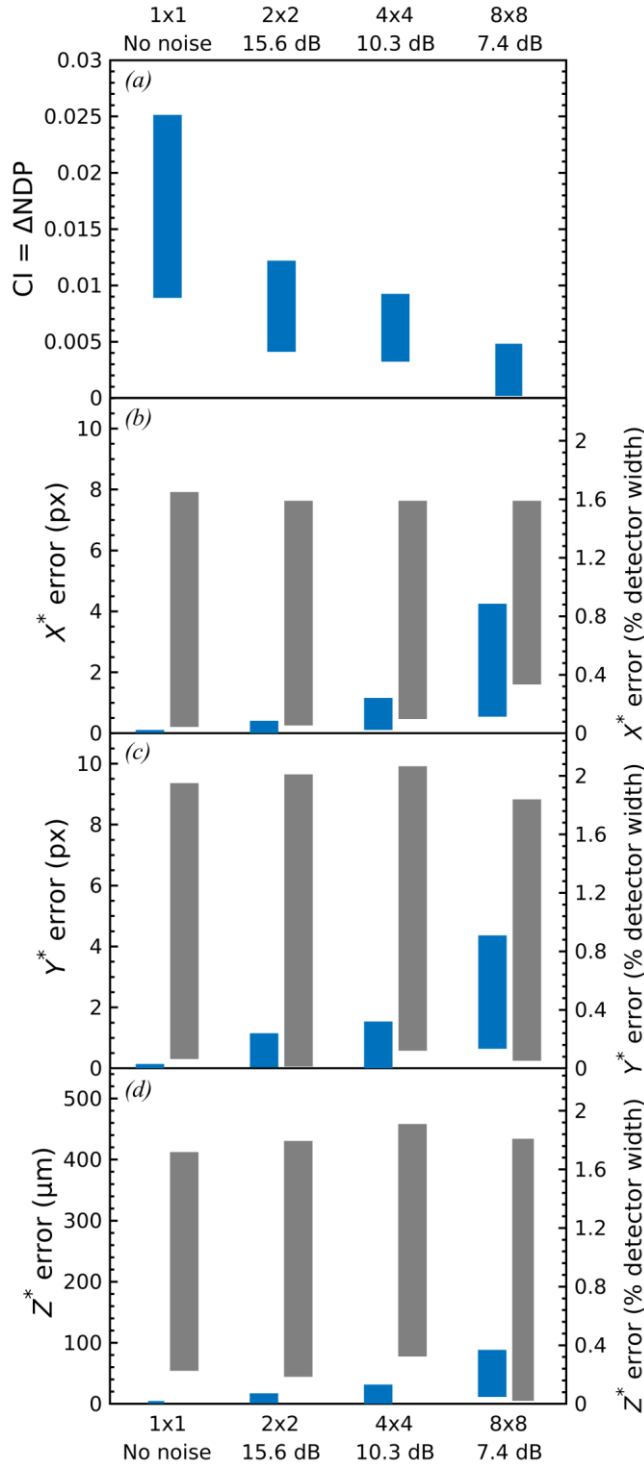 1x1 2x2 4x4 8x8
No noise 15.6 dB 10.3 dB 7.4 dB
(a)
0.03
0.025
0.02
0.015
0.01
0.005
0
CI = ΔNDP
(b)
10
8
6
4
2
0
X* error (px)
2
1.6
1.2
0.8
0.4
0
X* error (% detector width)
(c)
10
8
6
4
2
0
Y* error (px)
2
1.6
1.2
0.8
0.4
0
Y* error (% detector width)
(d)
500
400
300
200
100
0
Z* error (μm)
2
1.6
1.2
0.8
0.4
0
Z* error (% detector width)
1x1 2x2 4x4 8x8
No noise 15.6 dB 10.3 dB 7.4 dB